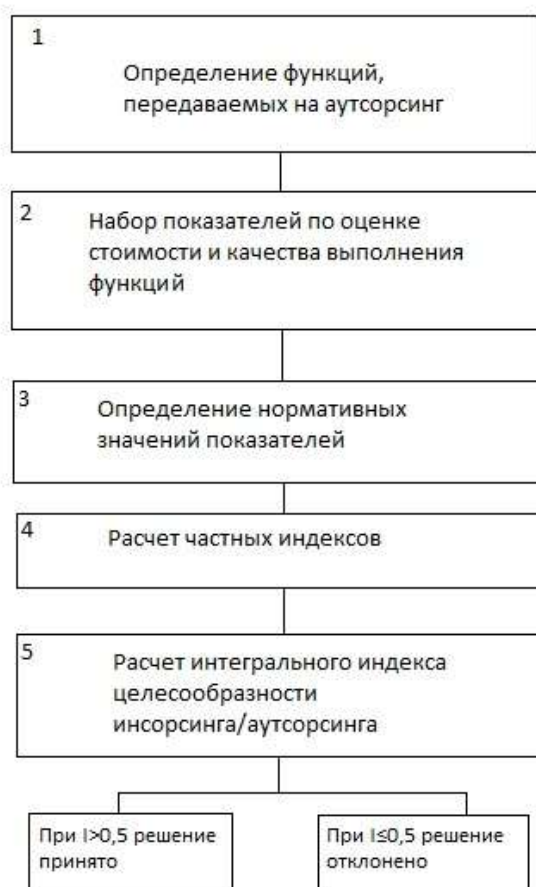 1
Определение функций,
передаваемых на аутсорсинг
2
Набор показателей по оценке
стоимости и качества выполнения
функций
3
Определение нормативных
значений показателей
4
Расчет частных индексов
5
Расчет интегрального индекса
целесообразности
инсорсинга/аутсорсинга
При I>0,5 решение
принято
При I≤0,5 решение
отклонено